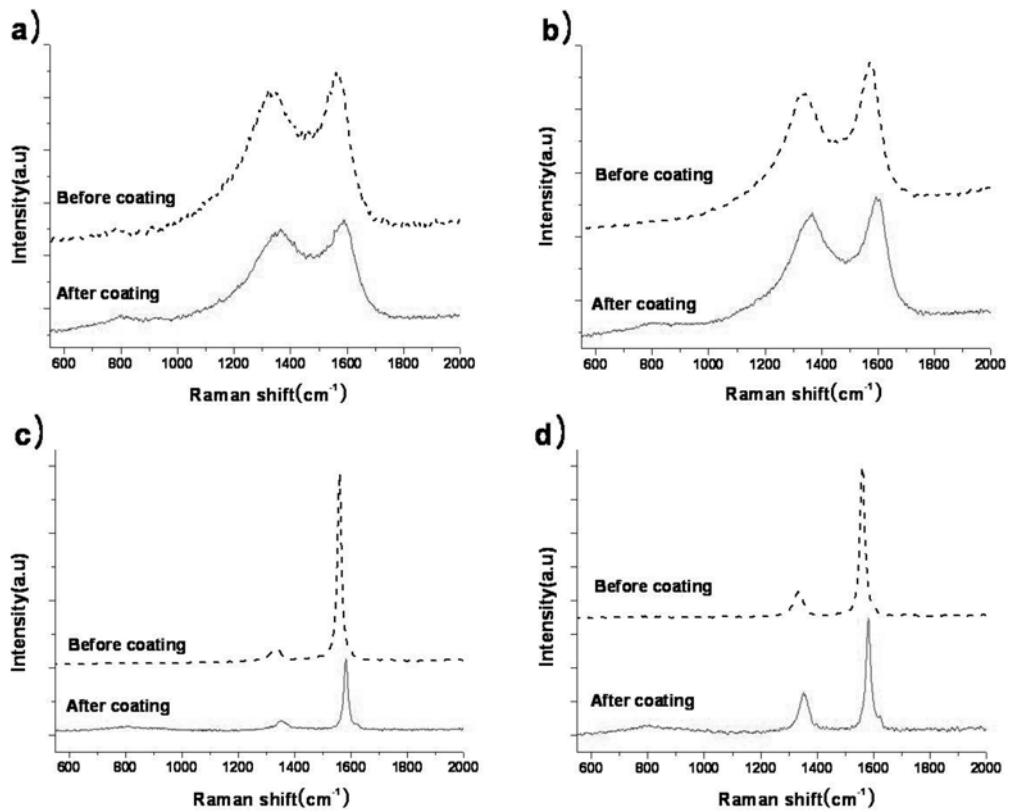 a)
Intensity(a.u)
Before coating
After coating
600 800 1000 1200 1400 1600 1800 2000
Raman shift(cm⁻¹)
b)
Intensity(a.u)
Before coating
After coating
600 800 1000 1200 1400 1600 1800 2000
Raman shift(cm⁻¹)
c)
Intensity(a.u)
Before coating
After coating
600 800 1000 1200 1400 1600 1800 2000
Raman shift(cm⁻¹)
d)
Intensity(a.u)
Before coating
After coating
600 800 1000 1200 1400 1600 1800 2000
Raman shift(cm⁻¹)